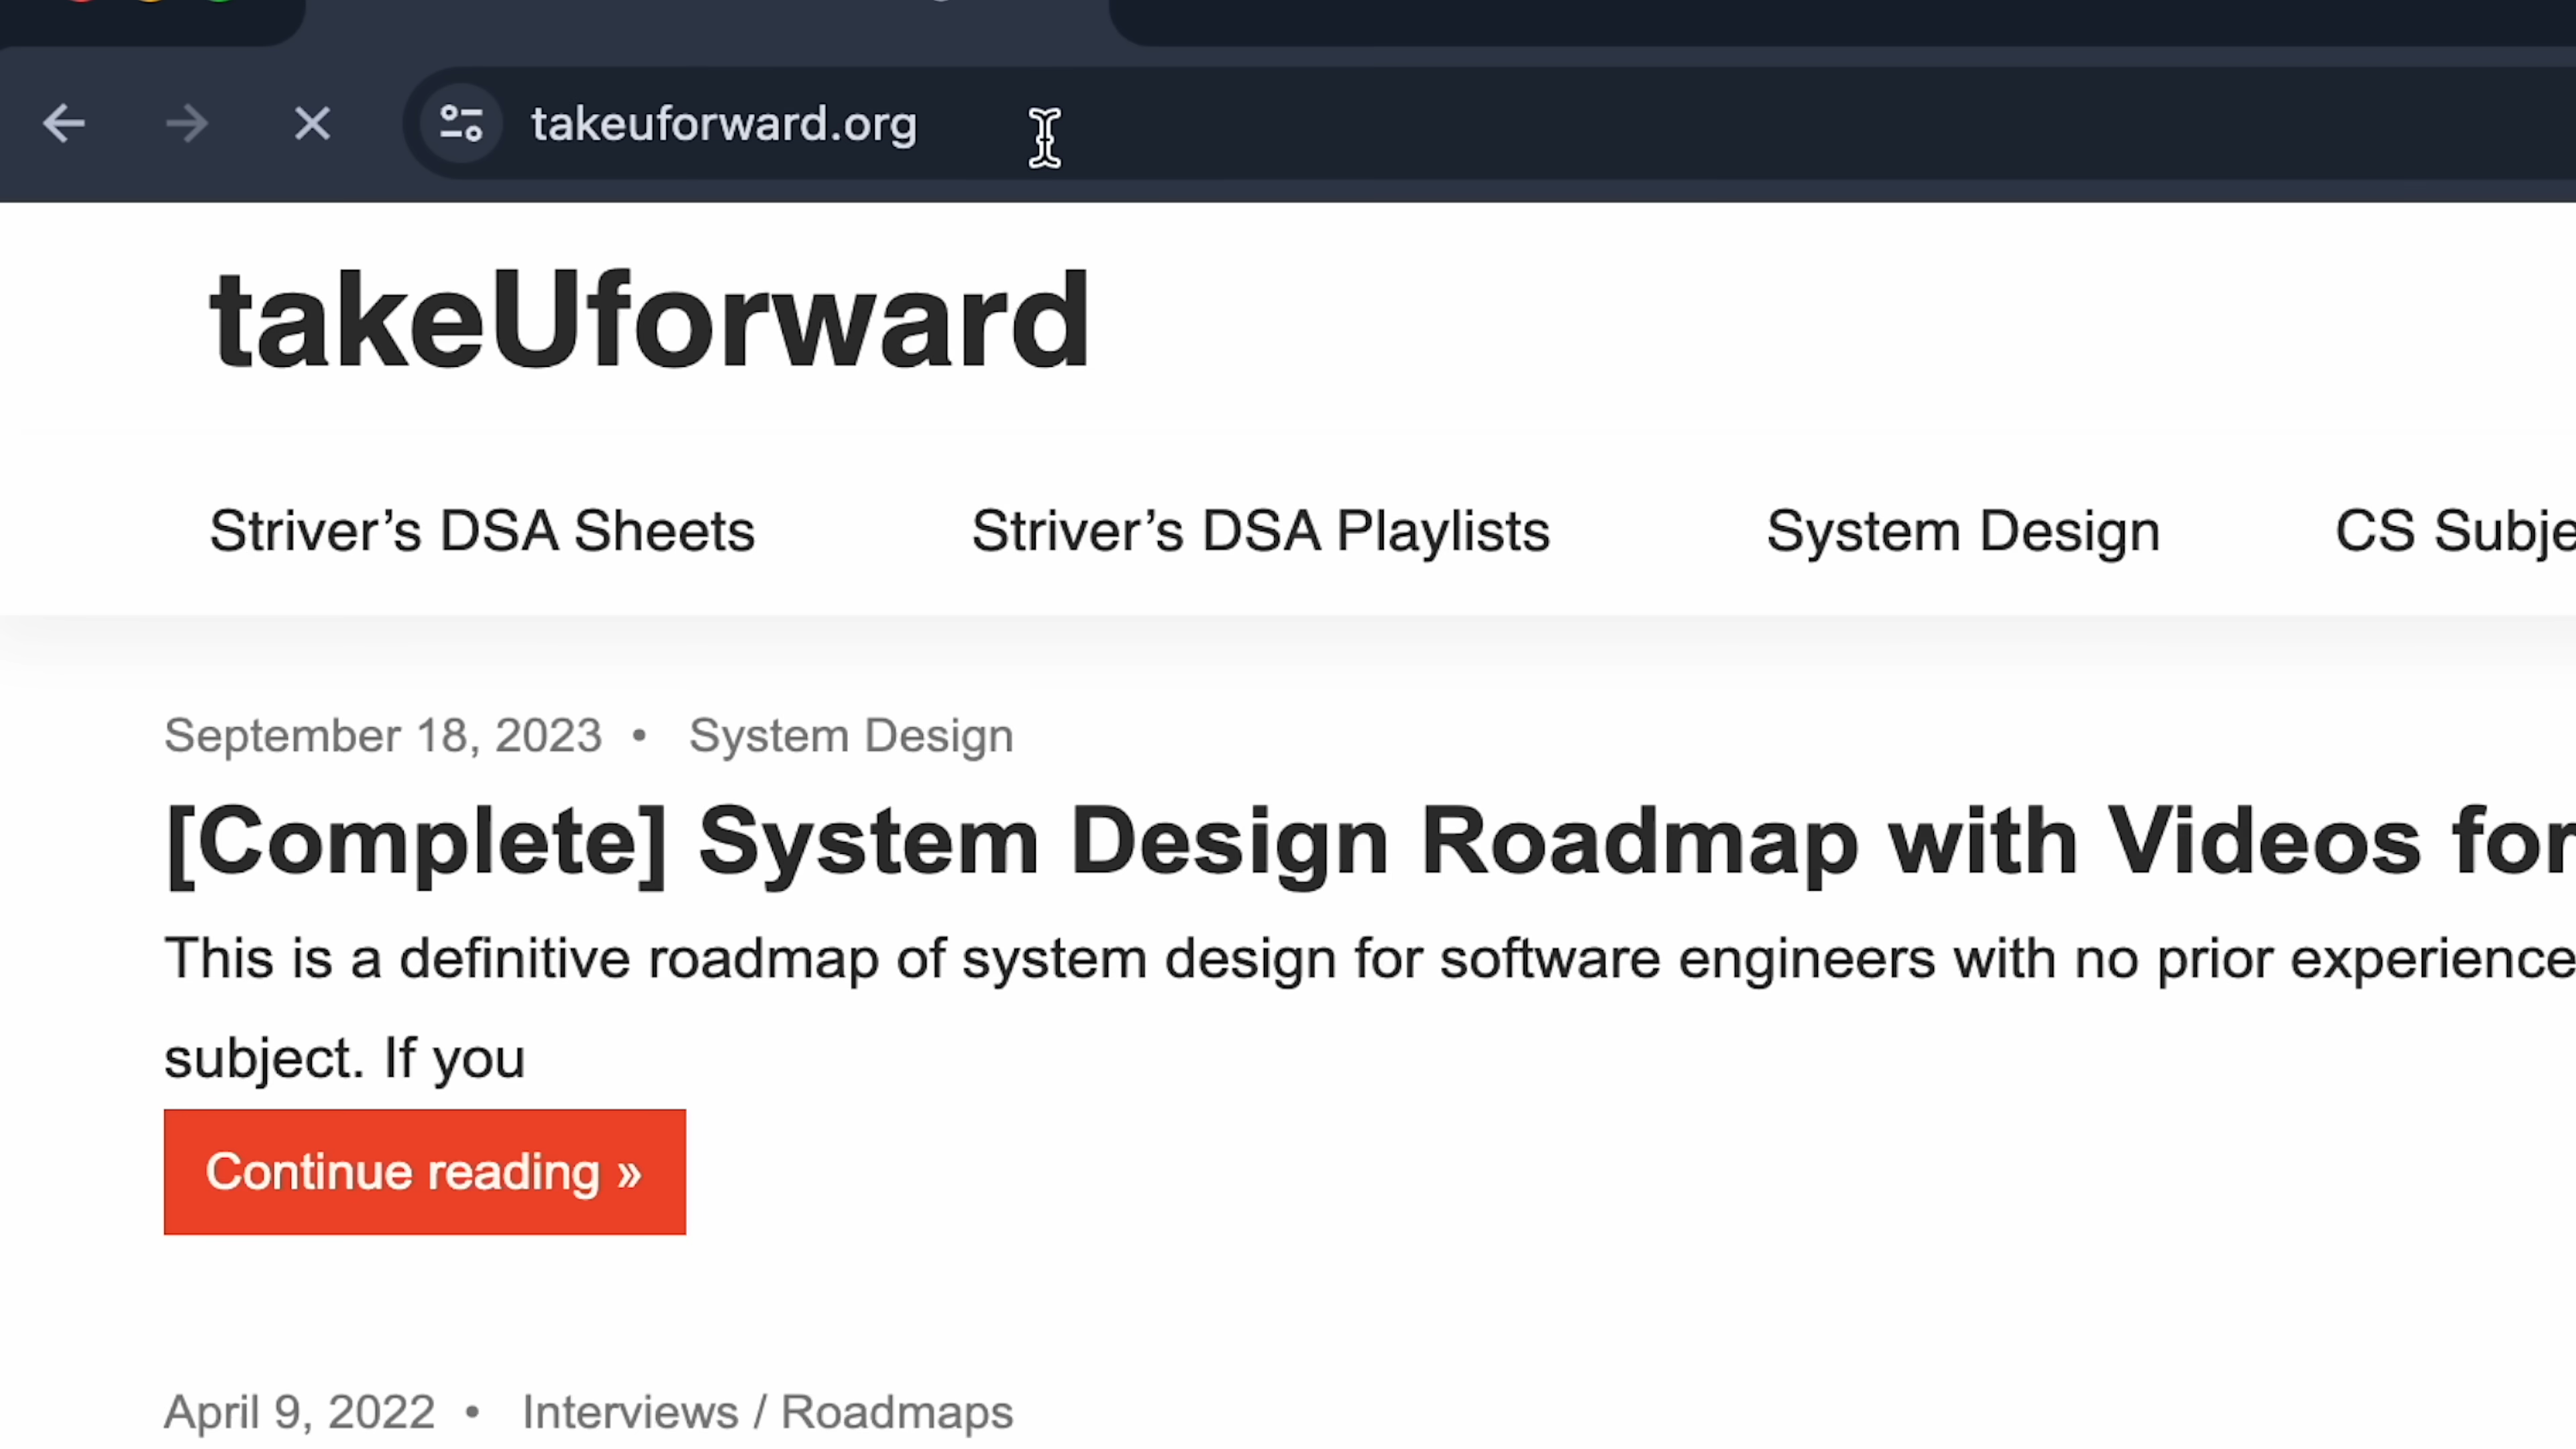 takeuforward.org
takeUforward
Striver’s DSA Sheets
Striver’s DSA Playlists
System Design
CS Subje
September 18, 2023 • System Design
[Complete] System Design Roadmap with Videos for
This is a definitive roadmap of system design for software engineers with no prior experience
subject. If you
Continue reading »
April 9, 2022 • Interviews / Roadmaps